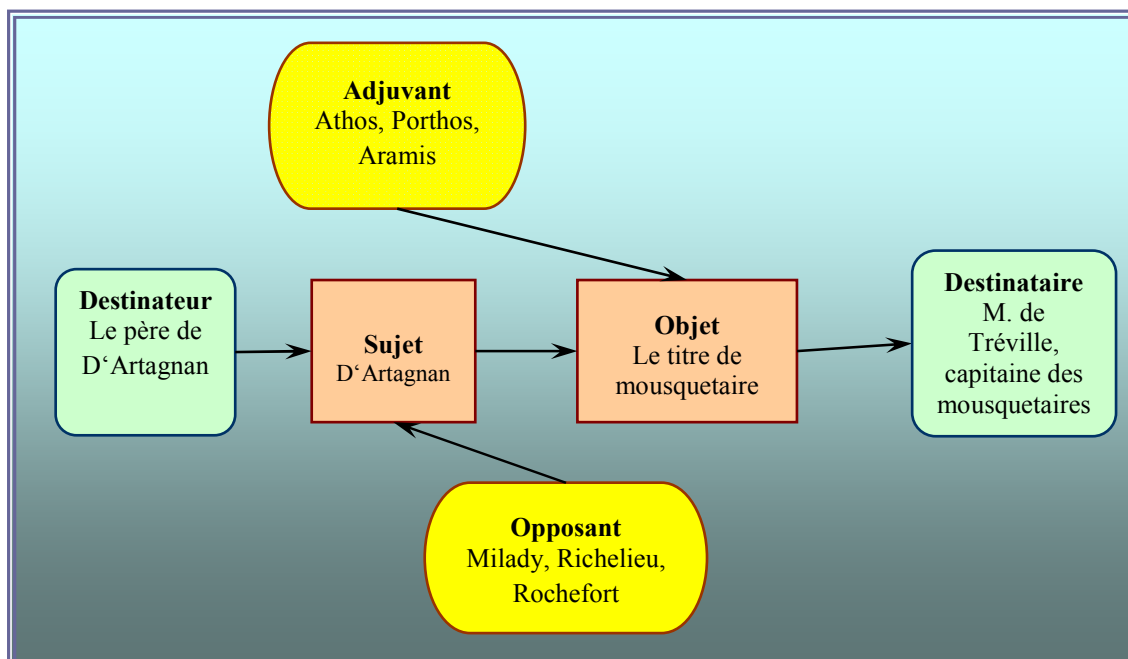 Adjuvant
Athos, Porthos,
Aramis
Destinateur
Le père de
D‘Artagnan
Sujet
D‘Artagnan
Objet
Le titre de
mousquetaire
Destinataire
M. de
Tréville,
capitaine des
mousquetaires
Opposant
Milady, Richelieu,
Rochefort